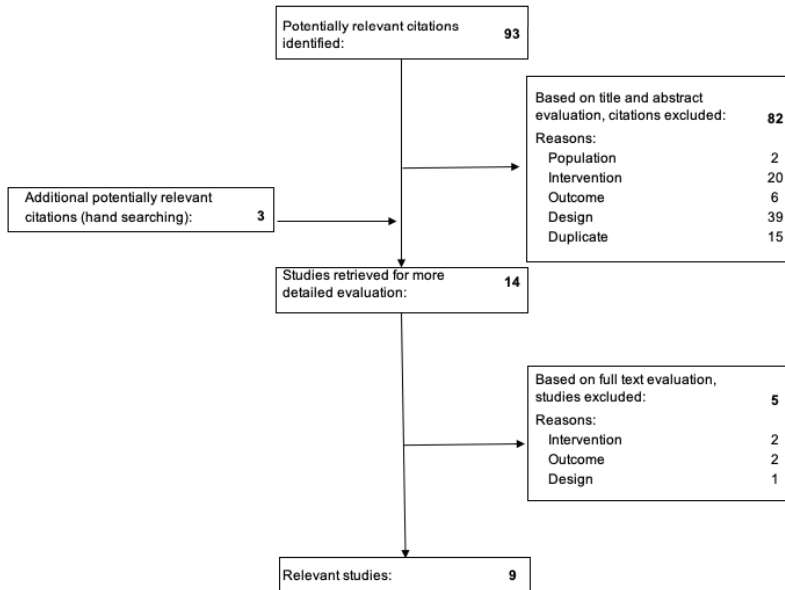 Potentially relevant citations
identified: 93
Based on title and abstract
evaluation, citations excluded: 82
Reasons:
Population 2
Intervention 20
Outcome 6
Design 39
Duplicate 15
Additional potentially relevant
citations (hand searching): 3
Studies retrieved for more
detailed evaluation: 14
Based on full text evaluation,
studies excluded: 5
Reasons:
Intervention 2
Outcome 2
Design 1
Relevant studies: 9